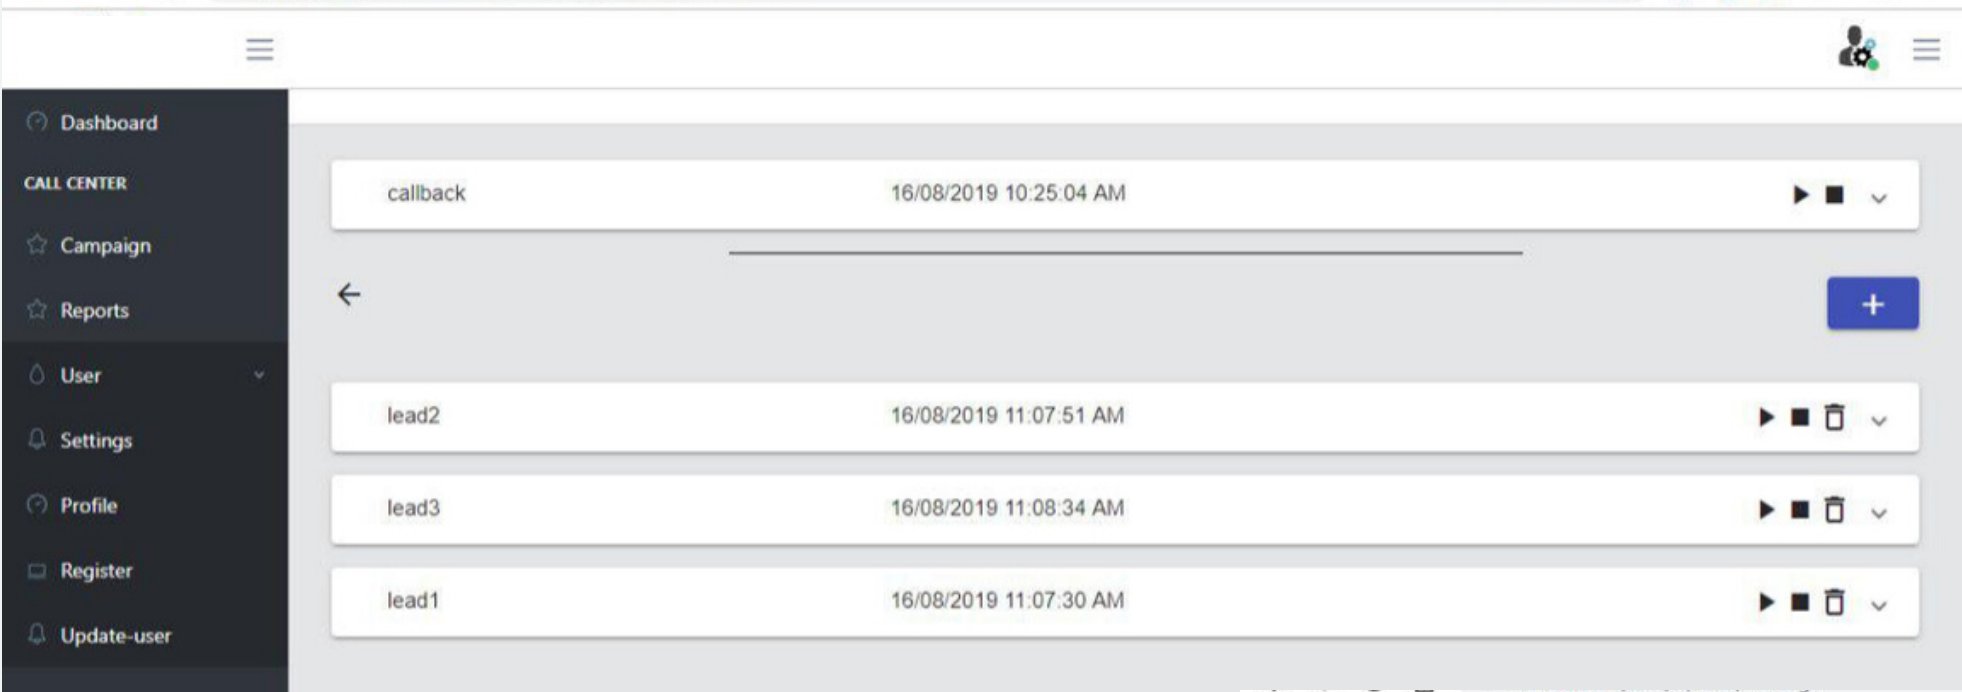 Dashboard
CALL CENTER
Campaign
Reports
User
Settings
Profile
Register
Update-user
callback 16/08/2019 10:25:04 AM
lead2 16/08/2019 11:07:51 AM
lead3 16/08/2019 11:08:34 AM
lead1 16/08/2019 11:07:30 AM